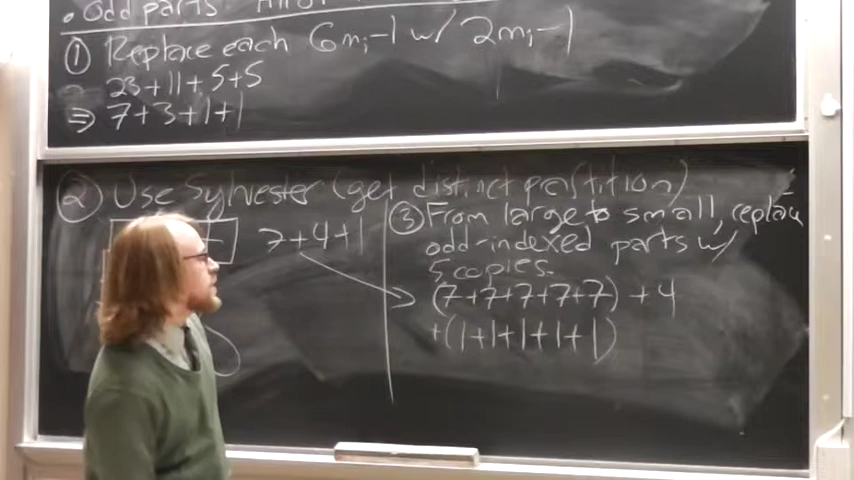 • odd parts.
① Replace each 6mᵢ-1 w/ 2mᵢ-1
23+11+5+5
⇒ 7+3+1+1
② Use Sylvester (get distinct partition)
7+4+1
③ From large to small, replace
odd-indexed parts w/
5 copies.
(7+7+7+7+7) + 4
+(1+1+1+1+1)